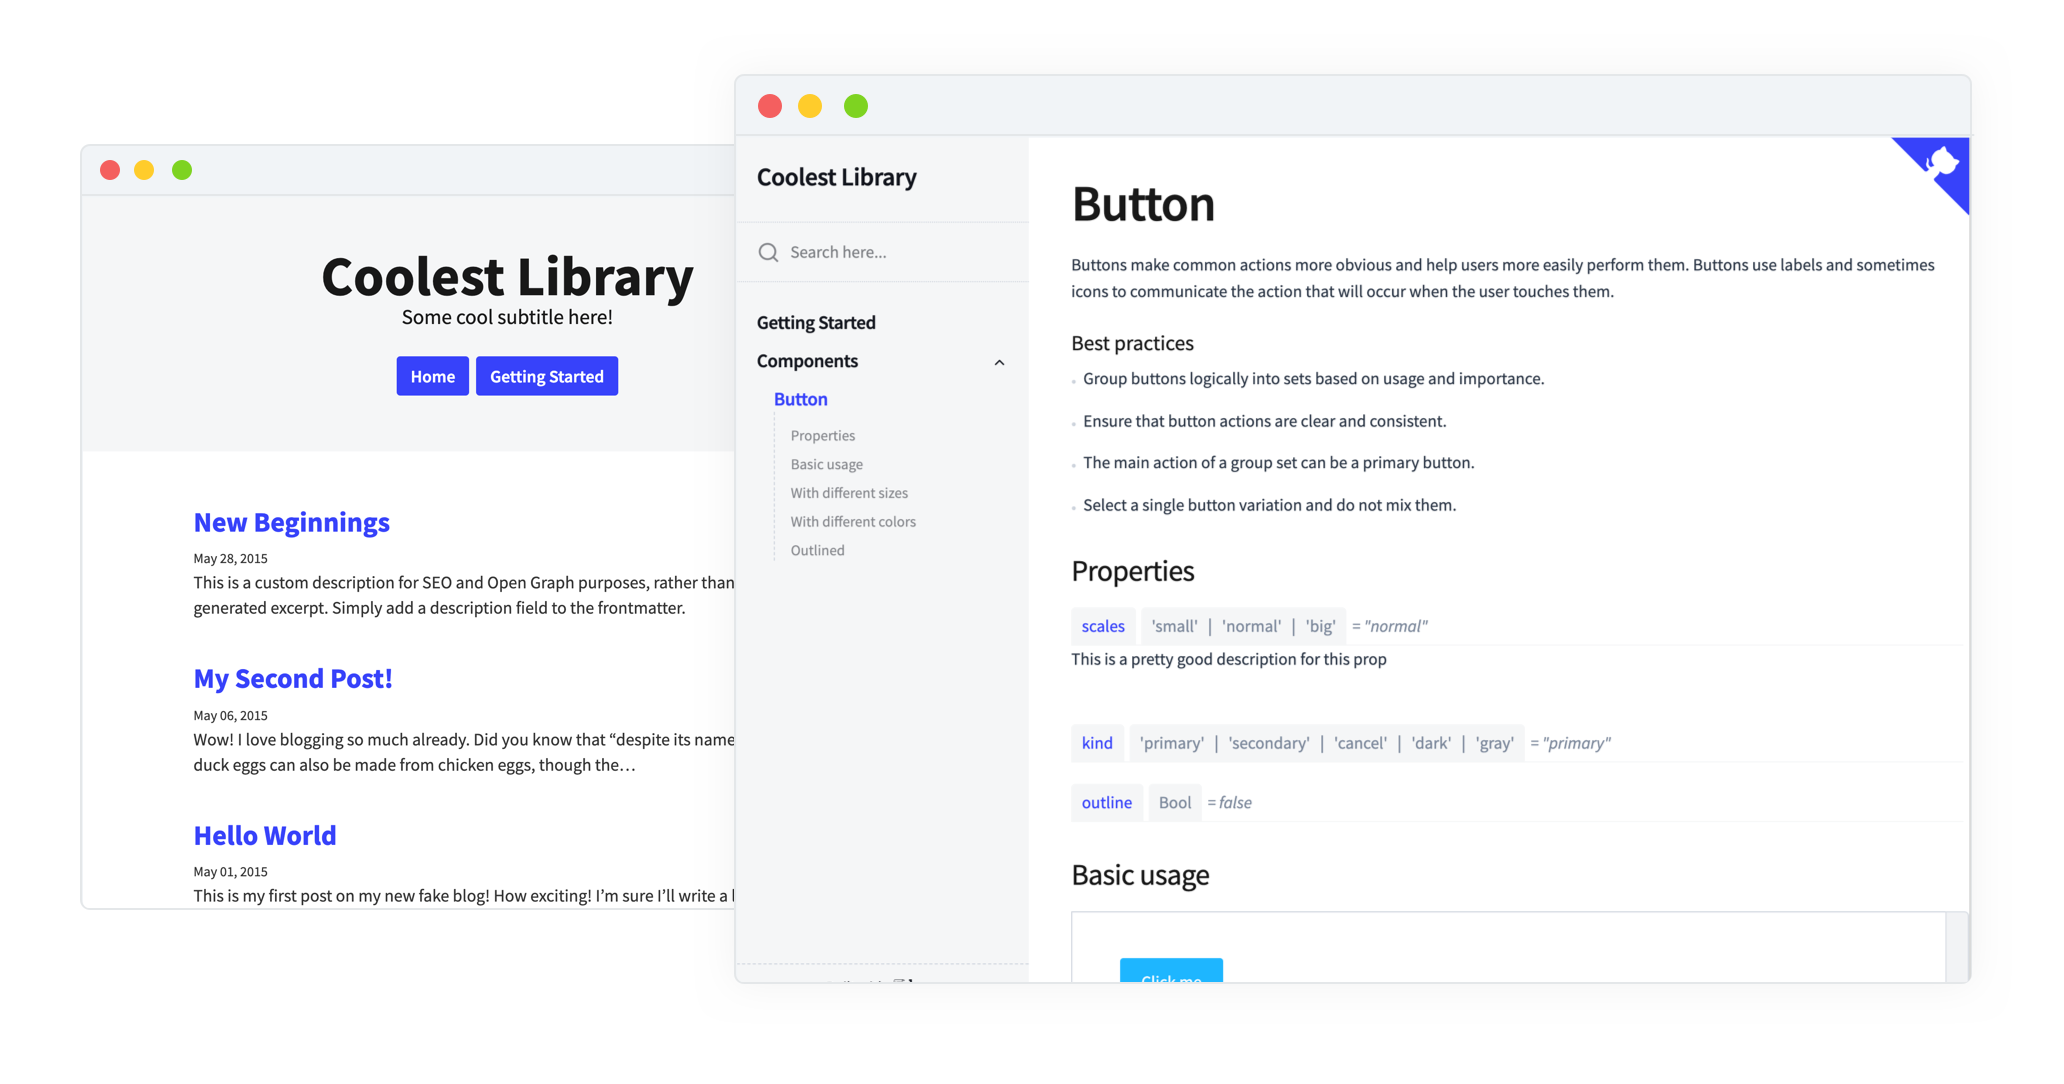 Coolest Library
Some cool subtitle here!
Home
Getting Started
New Beginnings
May 28, 2015
This is a custom description for SEO and Open Graph purposes, rather than
generated excerpt. Simply add a description field to the frontmatter.
My Second Post!
May 06, 2015
Wow! I love blogging so much already. Did you know that “despite its name
duck eggs can also be made from chicken eggs, though the…
Hello World
May 01, 2015
This is my first post on my new fake blog! How exciting! I’m sure I’ll write a
Coolest Library
Search here...
Getting Started
Components
Button
Properties
Basic usage
With different sizes
With different colors
Outlined
Button
Buttons make common actions more obvious and help users more easily perform them. Buttons use labels and sometimes
icons to communicate the action that will occur when the user touches them.
Best practices
Group buttons logically into sets based on usage and importance.
Ensure that button actions are clear and consistent.
The main action of a group set can be a primary button.
Select a single button variation and do not mix them.
Properties
scales 'small' | 'normal' | 'big' = "normal"
This is a pretty good description for this prop
kind 'primary' | 'secondary' | 'cancel' | 'dark' | 'gray' = "primary"
outline Bool = false
Basic usage
Click me